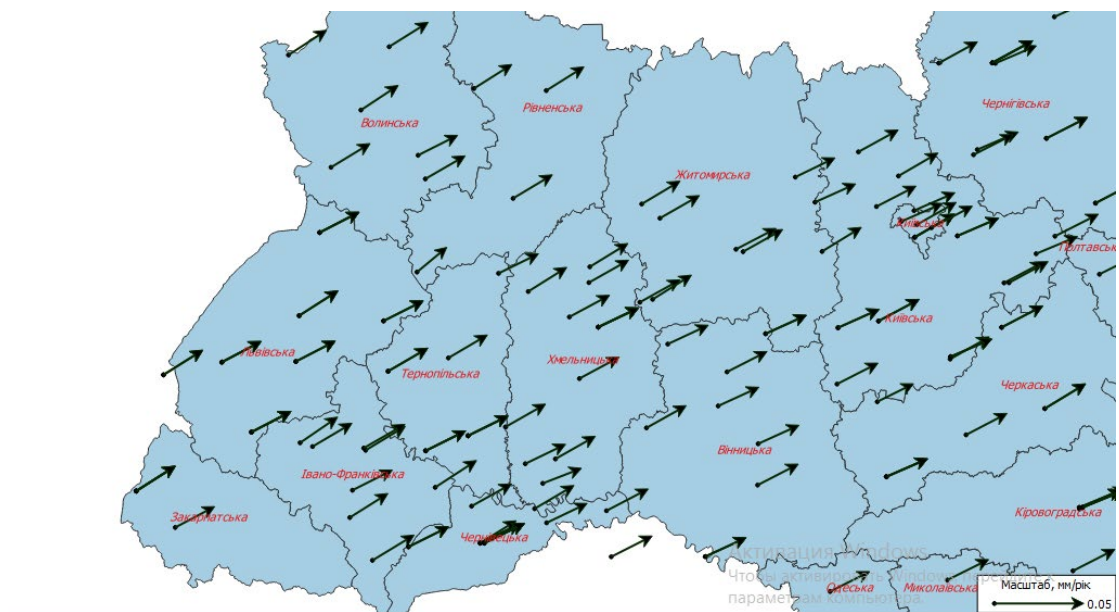 Чернігівська
Рівненська
Волинська
Житомирська
Київська
Полтавськ
Київська
Львівська
Хмельницька
Тернопільська
Черкаська
Вінницька
Івано-Франківська
Закарпатська
Кіровоградська
Чернівецька
Активация Windows
Чтобы активировать Windows, перейдите к
параметрам компьютера.
Одеська
Миколаївська
Масштаб, мм/рік
0.05